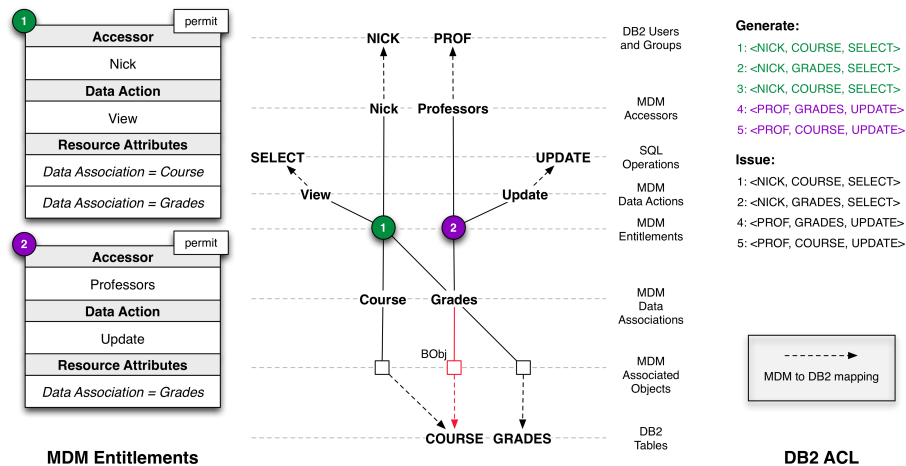 1
permit
Accessor
Nick
Data Action
View
Resource Attributes
Data Association = Course
Data Association = Grades
2
permit
Accessor
Professors
Data Action
Update
Resource Attributes
Data Association = Grades
MDM Entitlements
NICK
PROF
DB2 Users
and Groups
Nick
Professors
MDM
Accessors
SELECT
UPDATE
SQL
Operations
View
Update
MDM
Data Actions
1
2
MDM
Entitlements
Course
Grades
MDM
Data
Associations
BObj
MDM
Associated
Objects
COURSE
GRADES
DB2
Tables
Generate:
1: <NICK, COURSE, SELECT>
2: <NICK, GRADES, SELECT>
3: <NICK, COURSE, SELECT>
4: <PROF, GRADES, UPDATE>
5: <PROF, COURSE, UPDATE>
Issue:
1: <NICK, COURSE, SELECT>
2: <NICK, GRADES, SELECT>
4: <PROF, GRADES, UPDATE>
5: <PROF, COURSE, UPDATE>
MDM to DB2 mapping
DB2 ACL